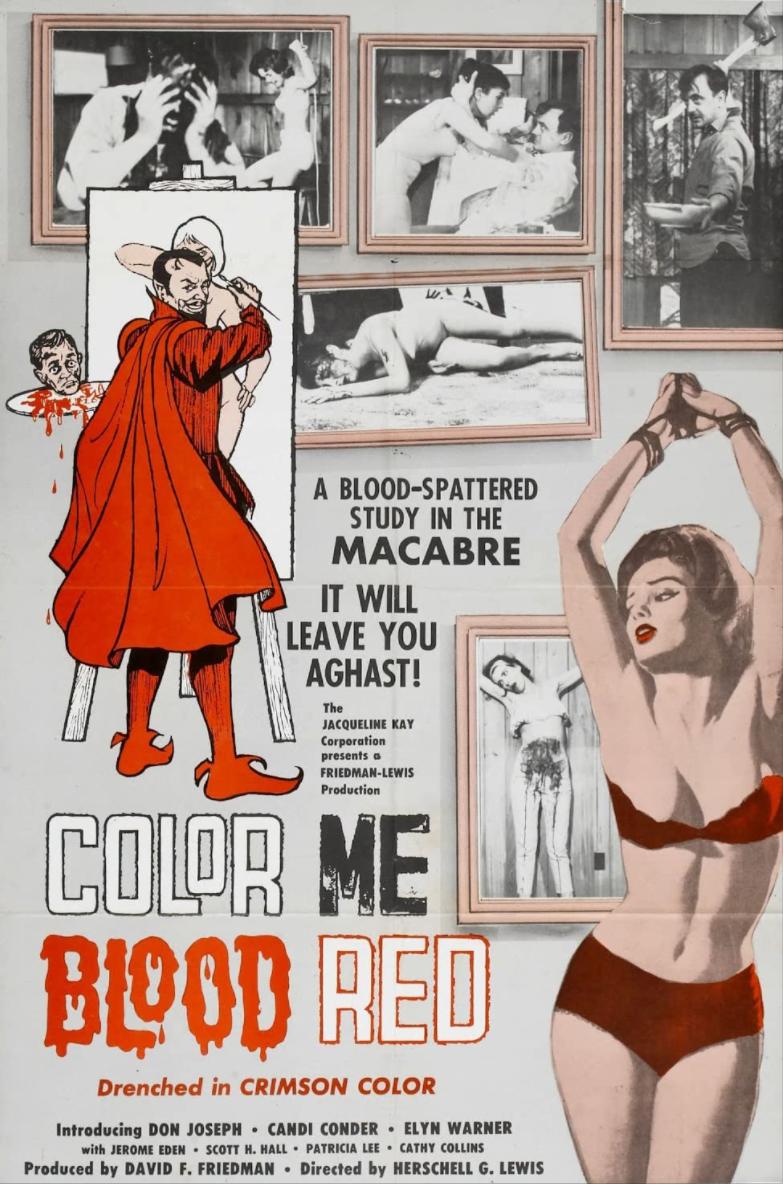 A BLOOD-SPATTERED
STUDY IN THE
MACABRE
IT WILL
LEAVE YOU
AGHAST!
The
JACQUELINE KAY
Corporation
presents a
FRIEDMAN-LEWIS
Production
COLOR ME
BLOOD RED
Drenched in CRIMSON COLOR
Introducing DON JOSEPH • CANDI CONDER • ELYN WARNER
with JEROME EDEN • SCOTT H. HALL • PATRICIA LEE • CATHY COLLINS
Produced by DAVID F. FRIEDMAN • Directed by HERSCHELL G. LEWIS